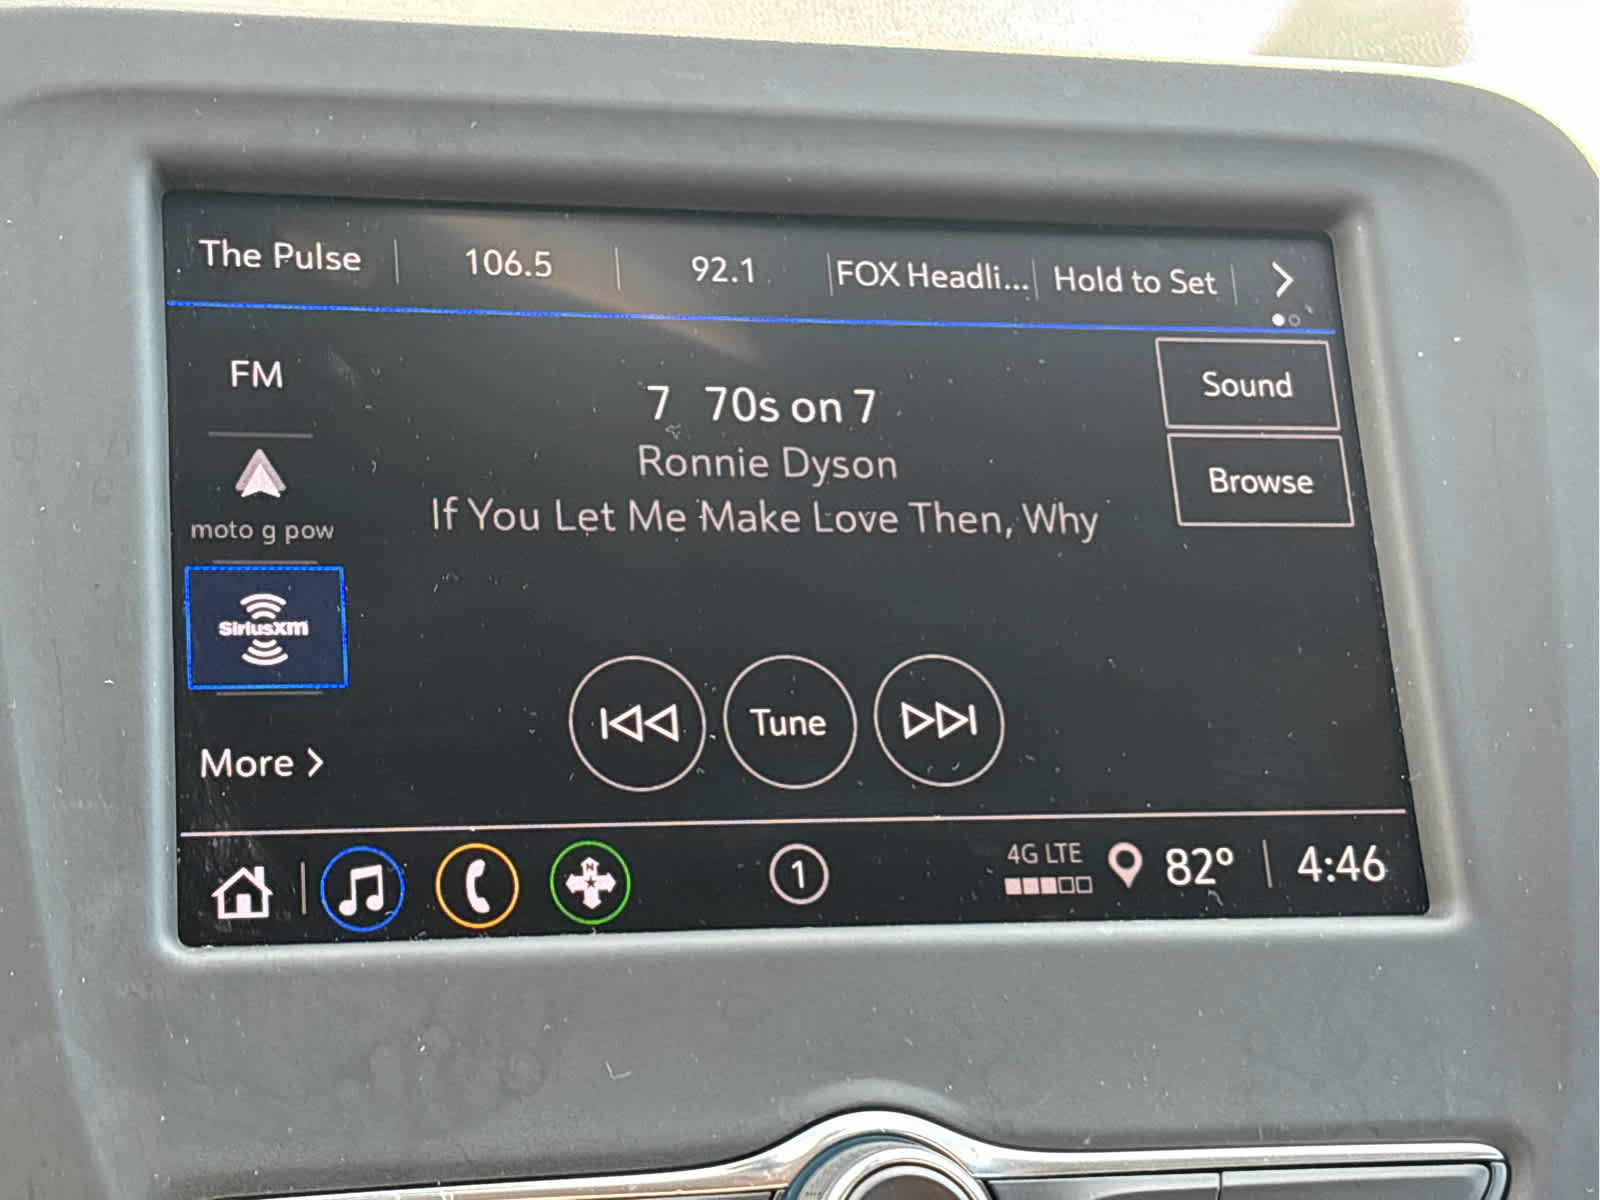 The Pulse
106.5
92.1
FOX Headli...
Hold to Set
FM
7 70s on 7
Sound
Ronnie Dyson
Browse
If You Let Me Make Love Then, Why
moto g pow
SiriusXM
Tune
More
N
1
4G LTE
82°
4:46